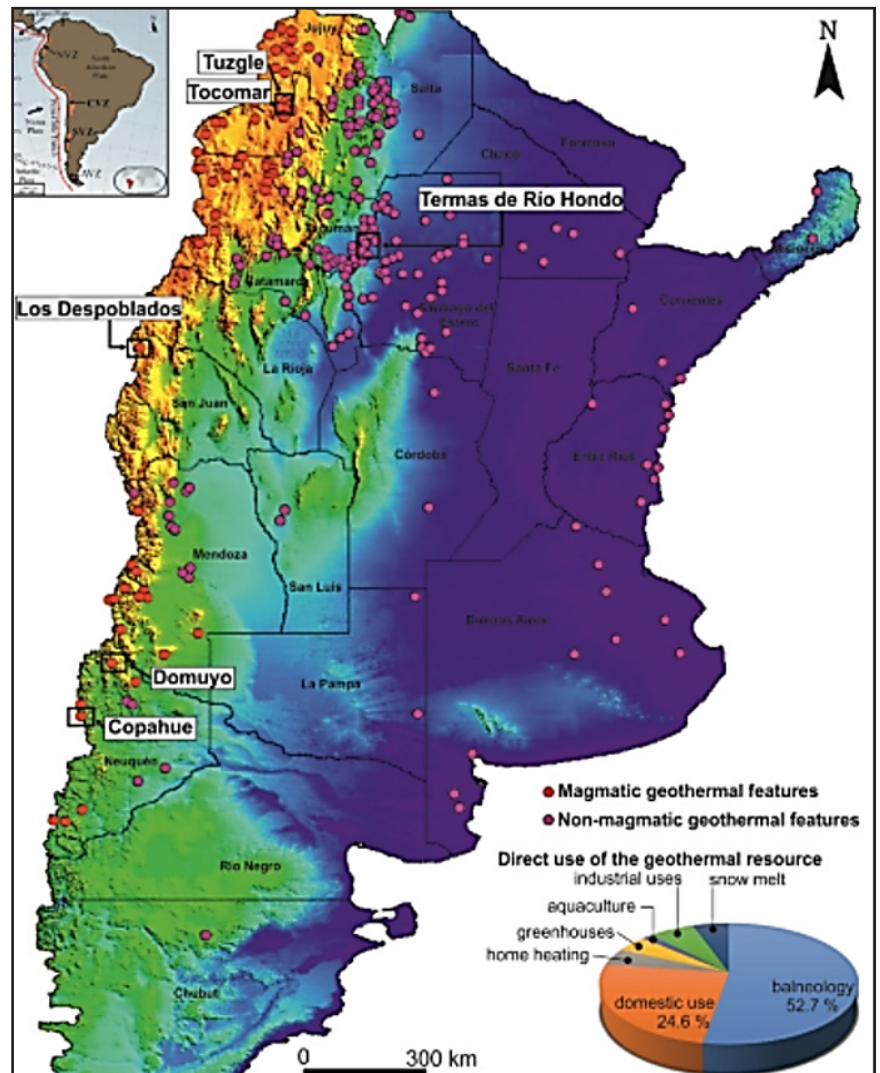 NVZ
South
American
Plate
CVZ
SVZ
AVZ
N
Jujuy
Tuzgle
Tocomar
Salta
Formosa
Chaco
Termas de Río Hondo
Tucumán
Misiones
Catamarca
Santiago del
Estero
Corrientes
Los Despoblados
La Rioja
Santa Fe
San Juan
Córdoba
Entre Ríos
Mendoza
San Luis
Buenos Aires
Domuyo
La Pampa
Copahue
Neuquén
Magmatic geothermal features
Non-magmatic geothermal features
Río Negro
Direct use of the geothermal resource
industrial uses
snow melt
aquaculture
greenhouses
home heating
balneology
52.7 %
domestic use
24.6 %
Chubut
0
300 km